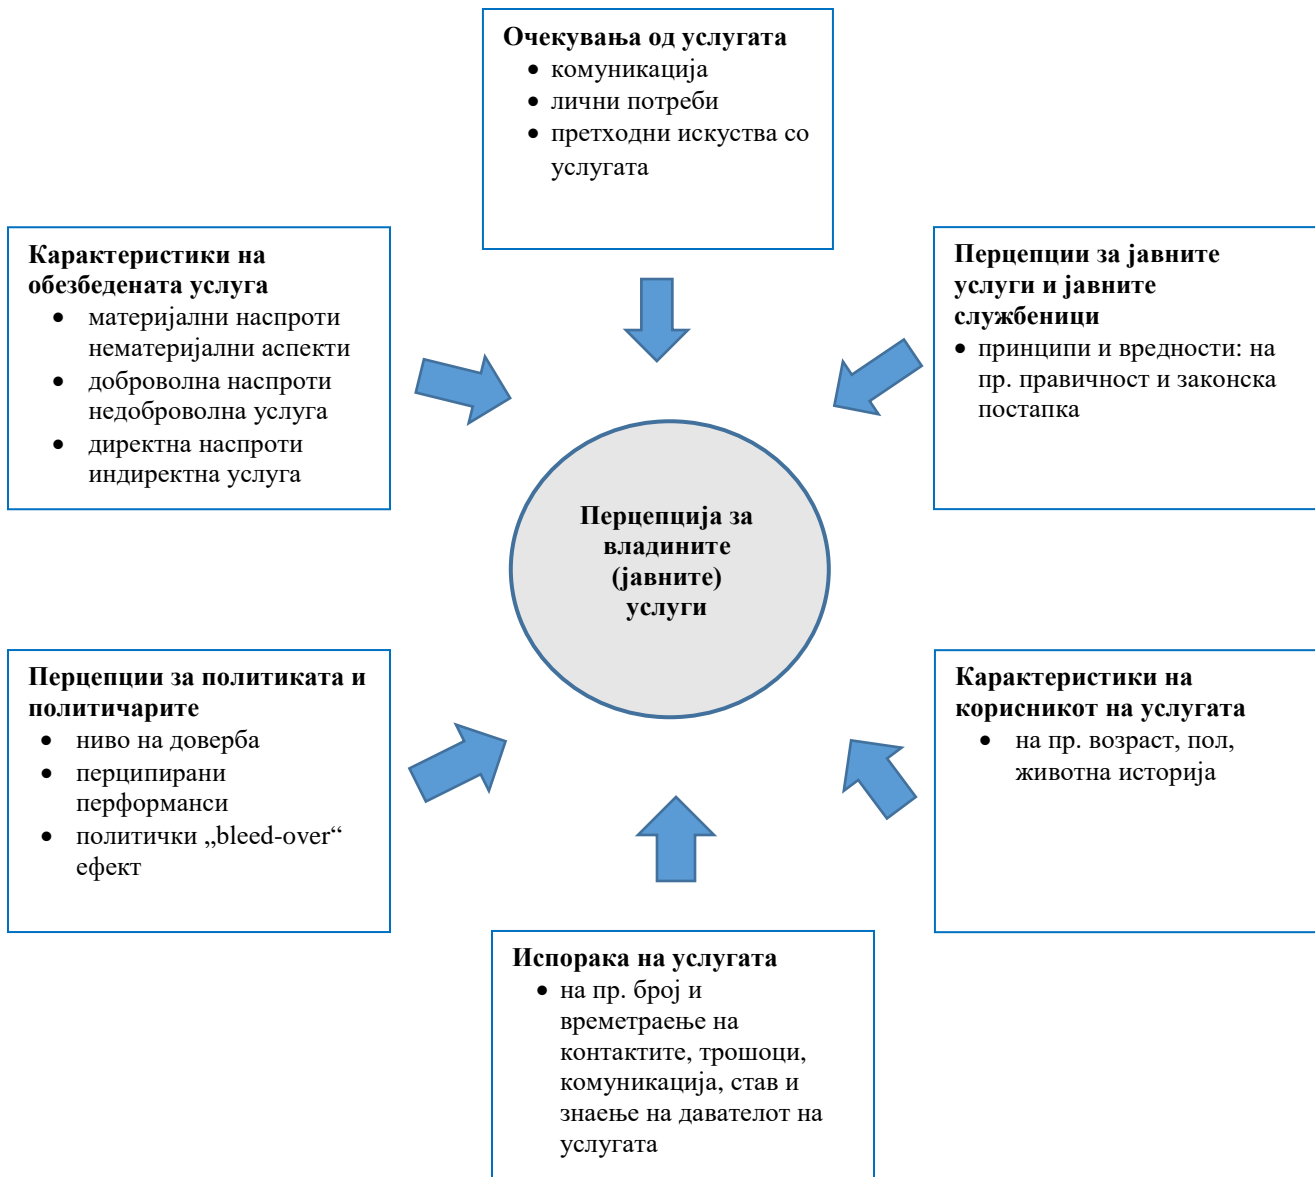 Очекувања од услугата
• комуникација
• лични потреби
• претходни искуства со
услугата
Карактеристики на
обезбедената услуга
• материјални наспроти
нематеријални аспекти
• доброволна наспроти
недоброволна услуга
• директна наспроти
индиректна услуга
Перцепции за јавните
услуги и јавните
службеници
• принципи и вредности: на
пр. правичност и законска
постапка
Перцепција за
владините
(јавните)
услуги
Перцепции за политиката и
политичарите
• ниво на доверба
• перципирани
перформанси
• политички „bleed-over“
ефект
Карактеристики на
корисникот на услугата
• на пр. возраст, пол,
животна историја
Испорака на услугата
• на пр. број и
времетраење на
контактите, трошоци,
комуникација, став и
знаење на давателот на
услугата